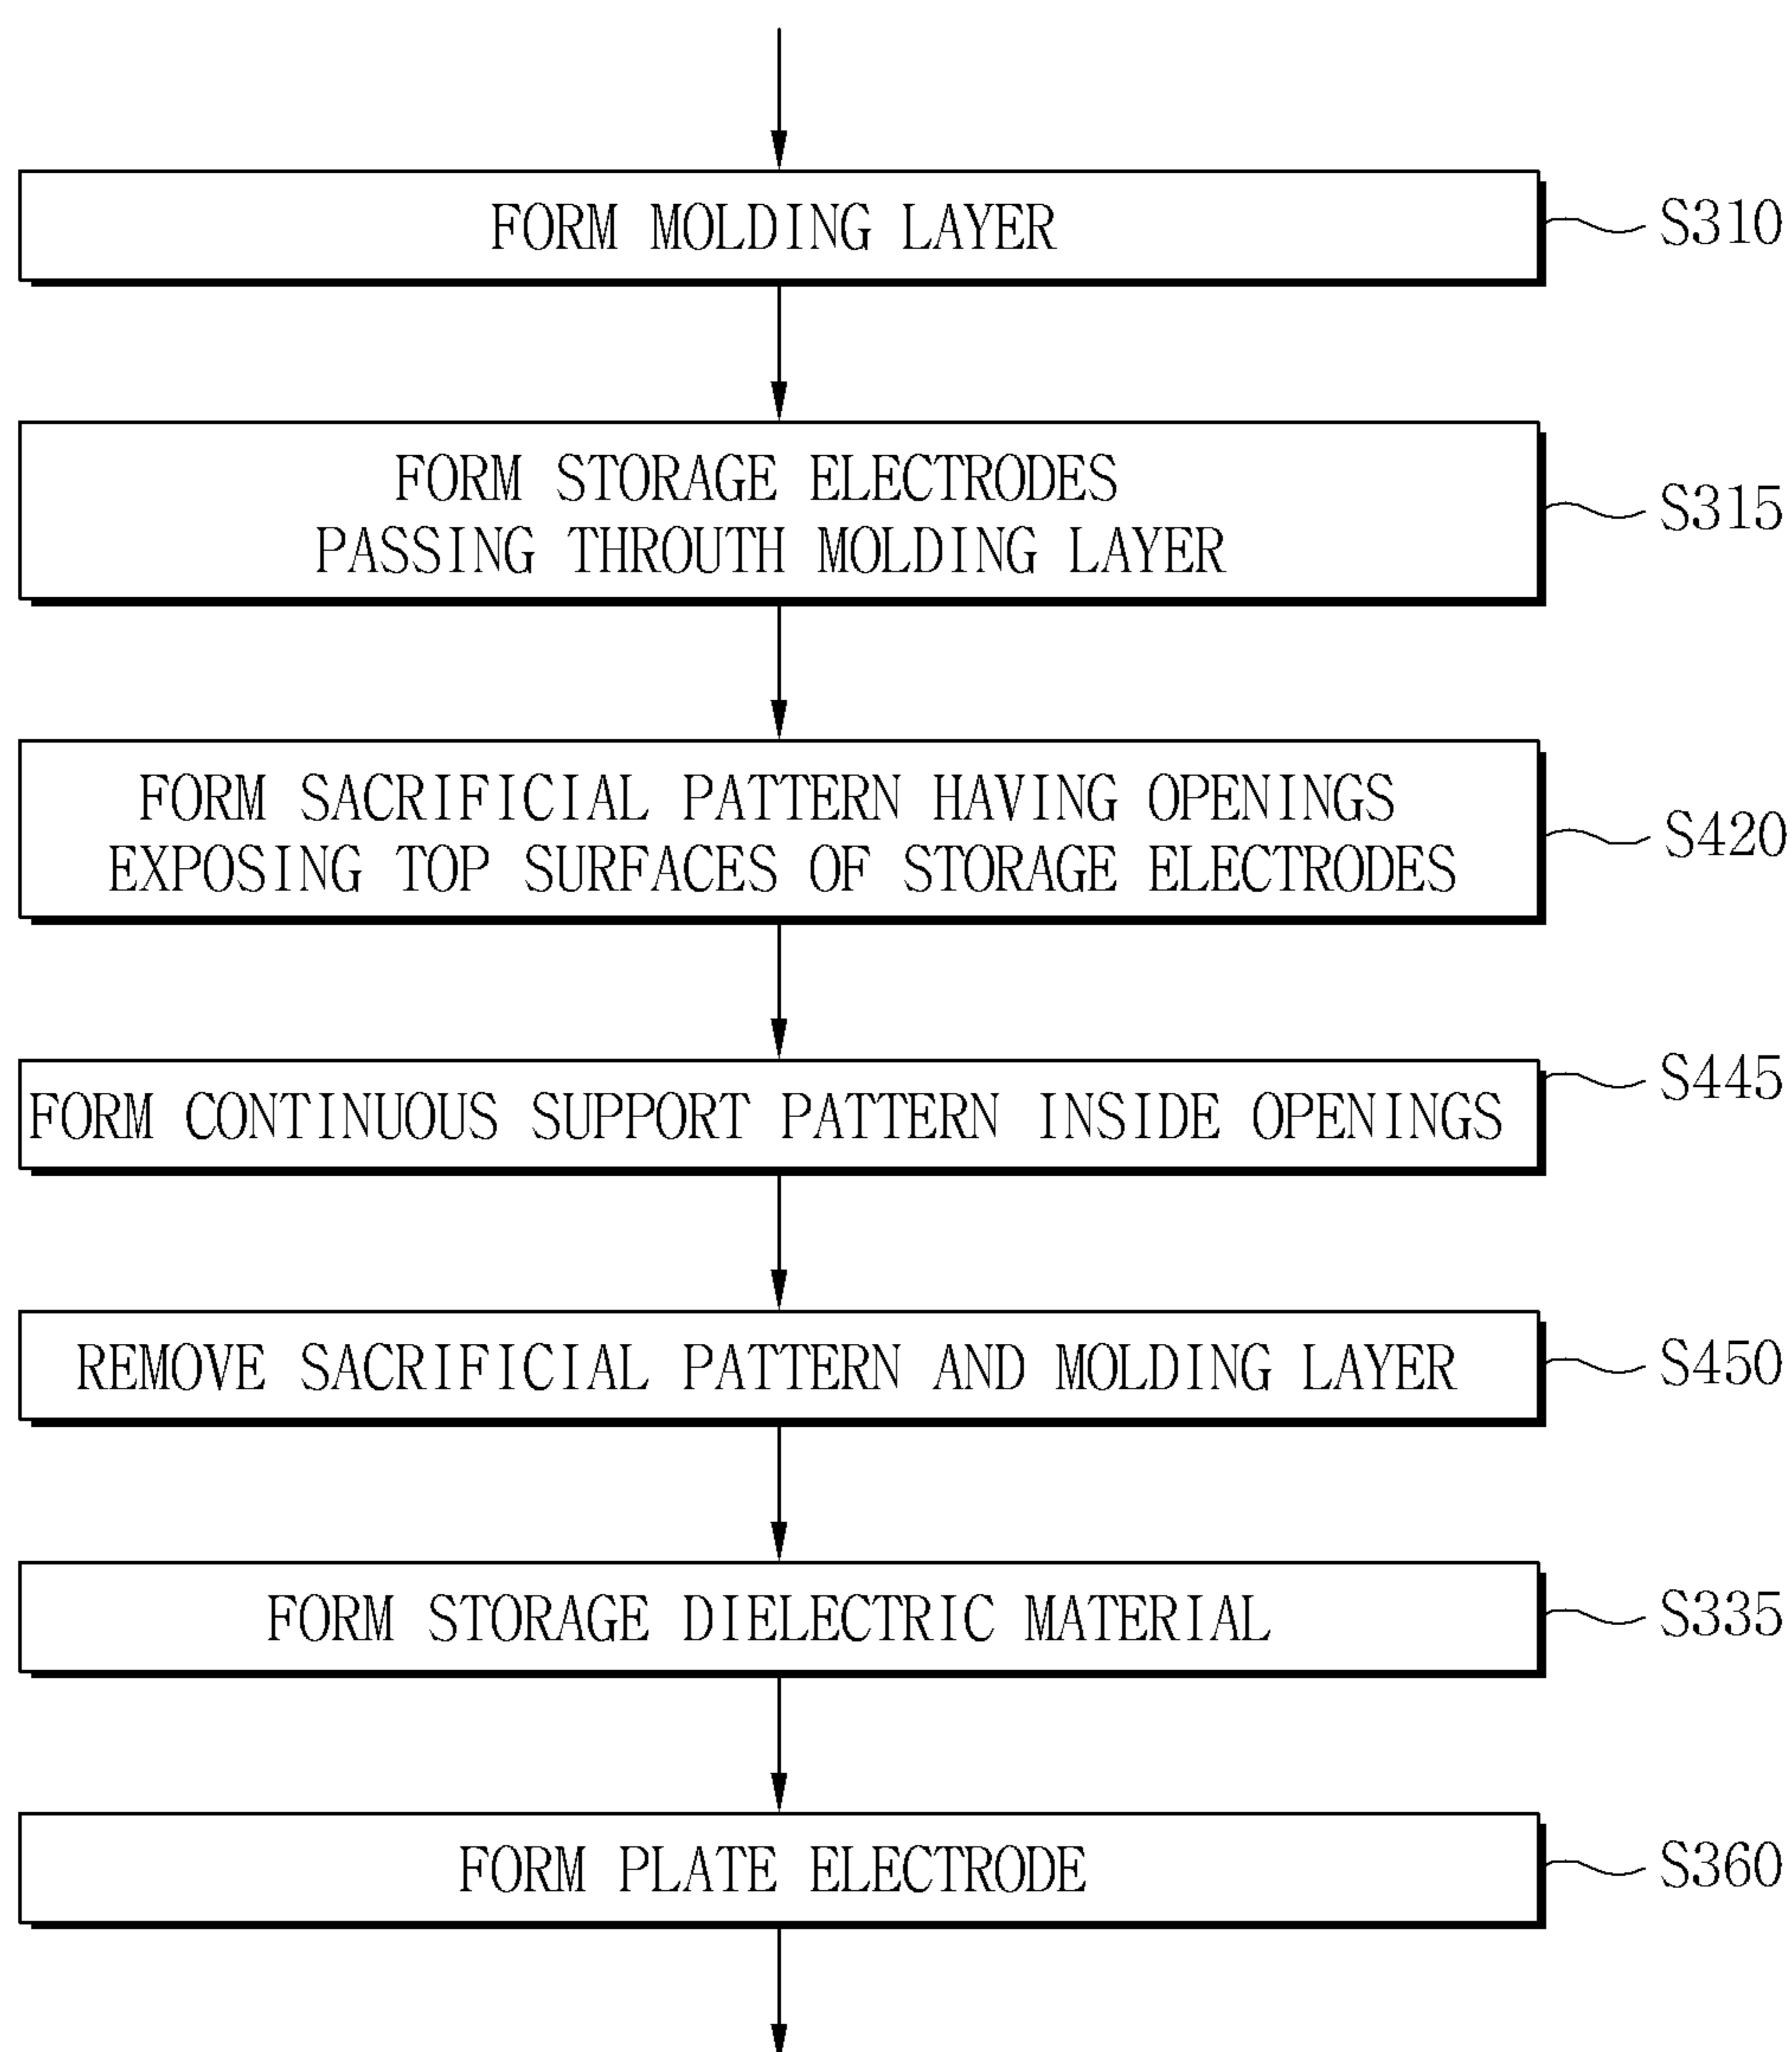 FORM MOLDING LAYER
S310
FORM STORAGE ELECTRODES
PASSING THROUTH MOLDING LAYER
S315
FORM SACRIFICIAL PATTERN HAVING OPENINGS
EXPOSING TOP SURFACES OF STORAGE ELECTRODES
S420
FORM CONTINUOUS SUPPORT PATTERN INSIDE OPENINGS
S445
REMOVE SACRIFICIAL PATTERN AND MOLDING LAYER
S450
FORM STORAGE DIELECTRIC MATERIAL
S335
FORM PLATE ELECTRODE
S360